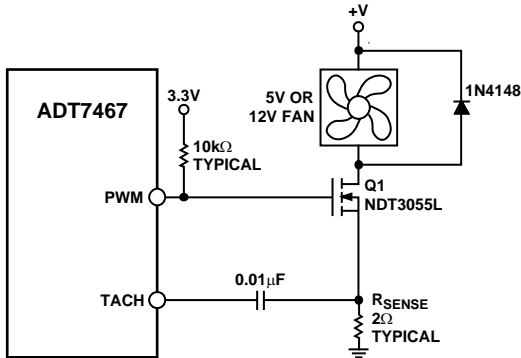 +V
ADT7467
3.3V
5V OR
12V FAN
1N4148
10kΩ
TYPICAL
PWM
Q1
NDT3055L
TACH
0.01μF
RSENSE
2Ω
TYPICAL